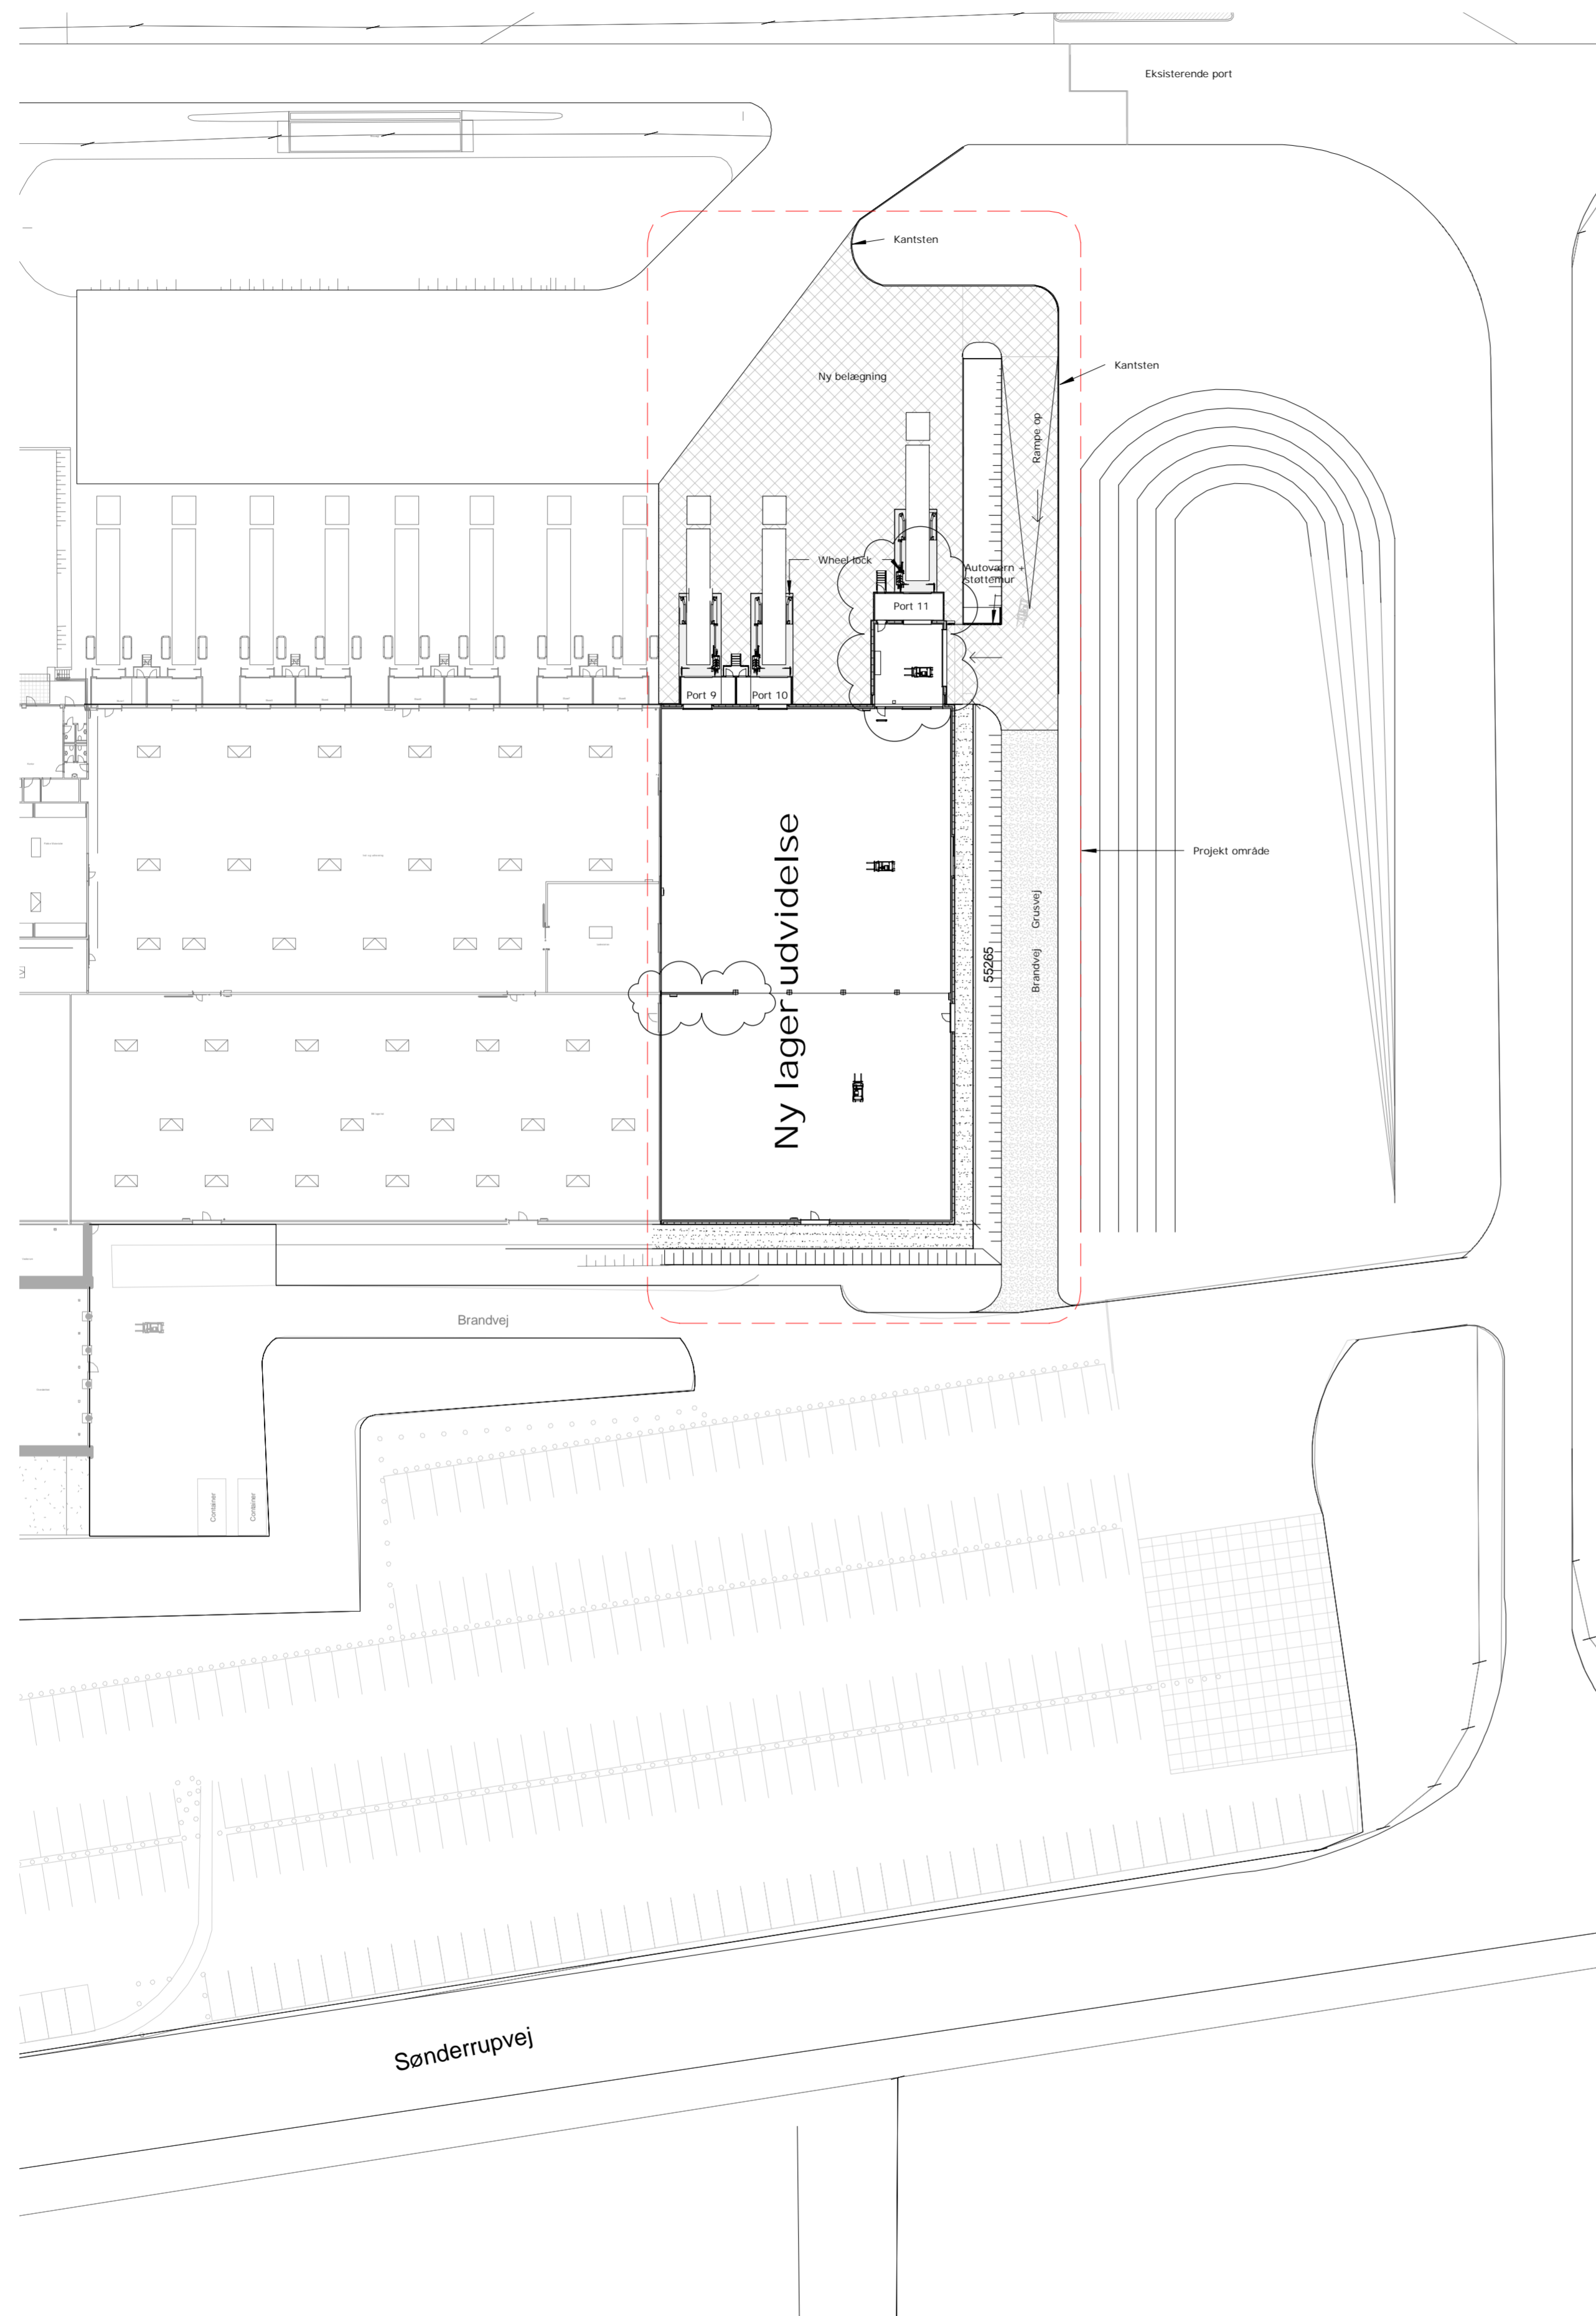 Eksisterende port
Kantsten
Kantsten
Ny belægning
Rampe op
Wheel lock
Autoværn +
støttemur
Port 11
Port 9
Port 10
Ny lager udvidelse
Projekt område
Brandvej Grusvej
55265
Brandvej
Container
Container
Sønderrupvej